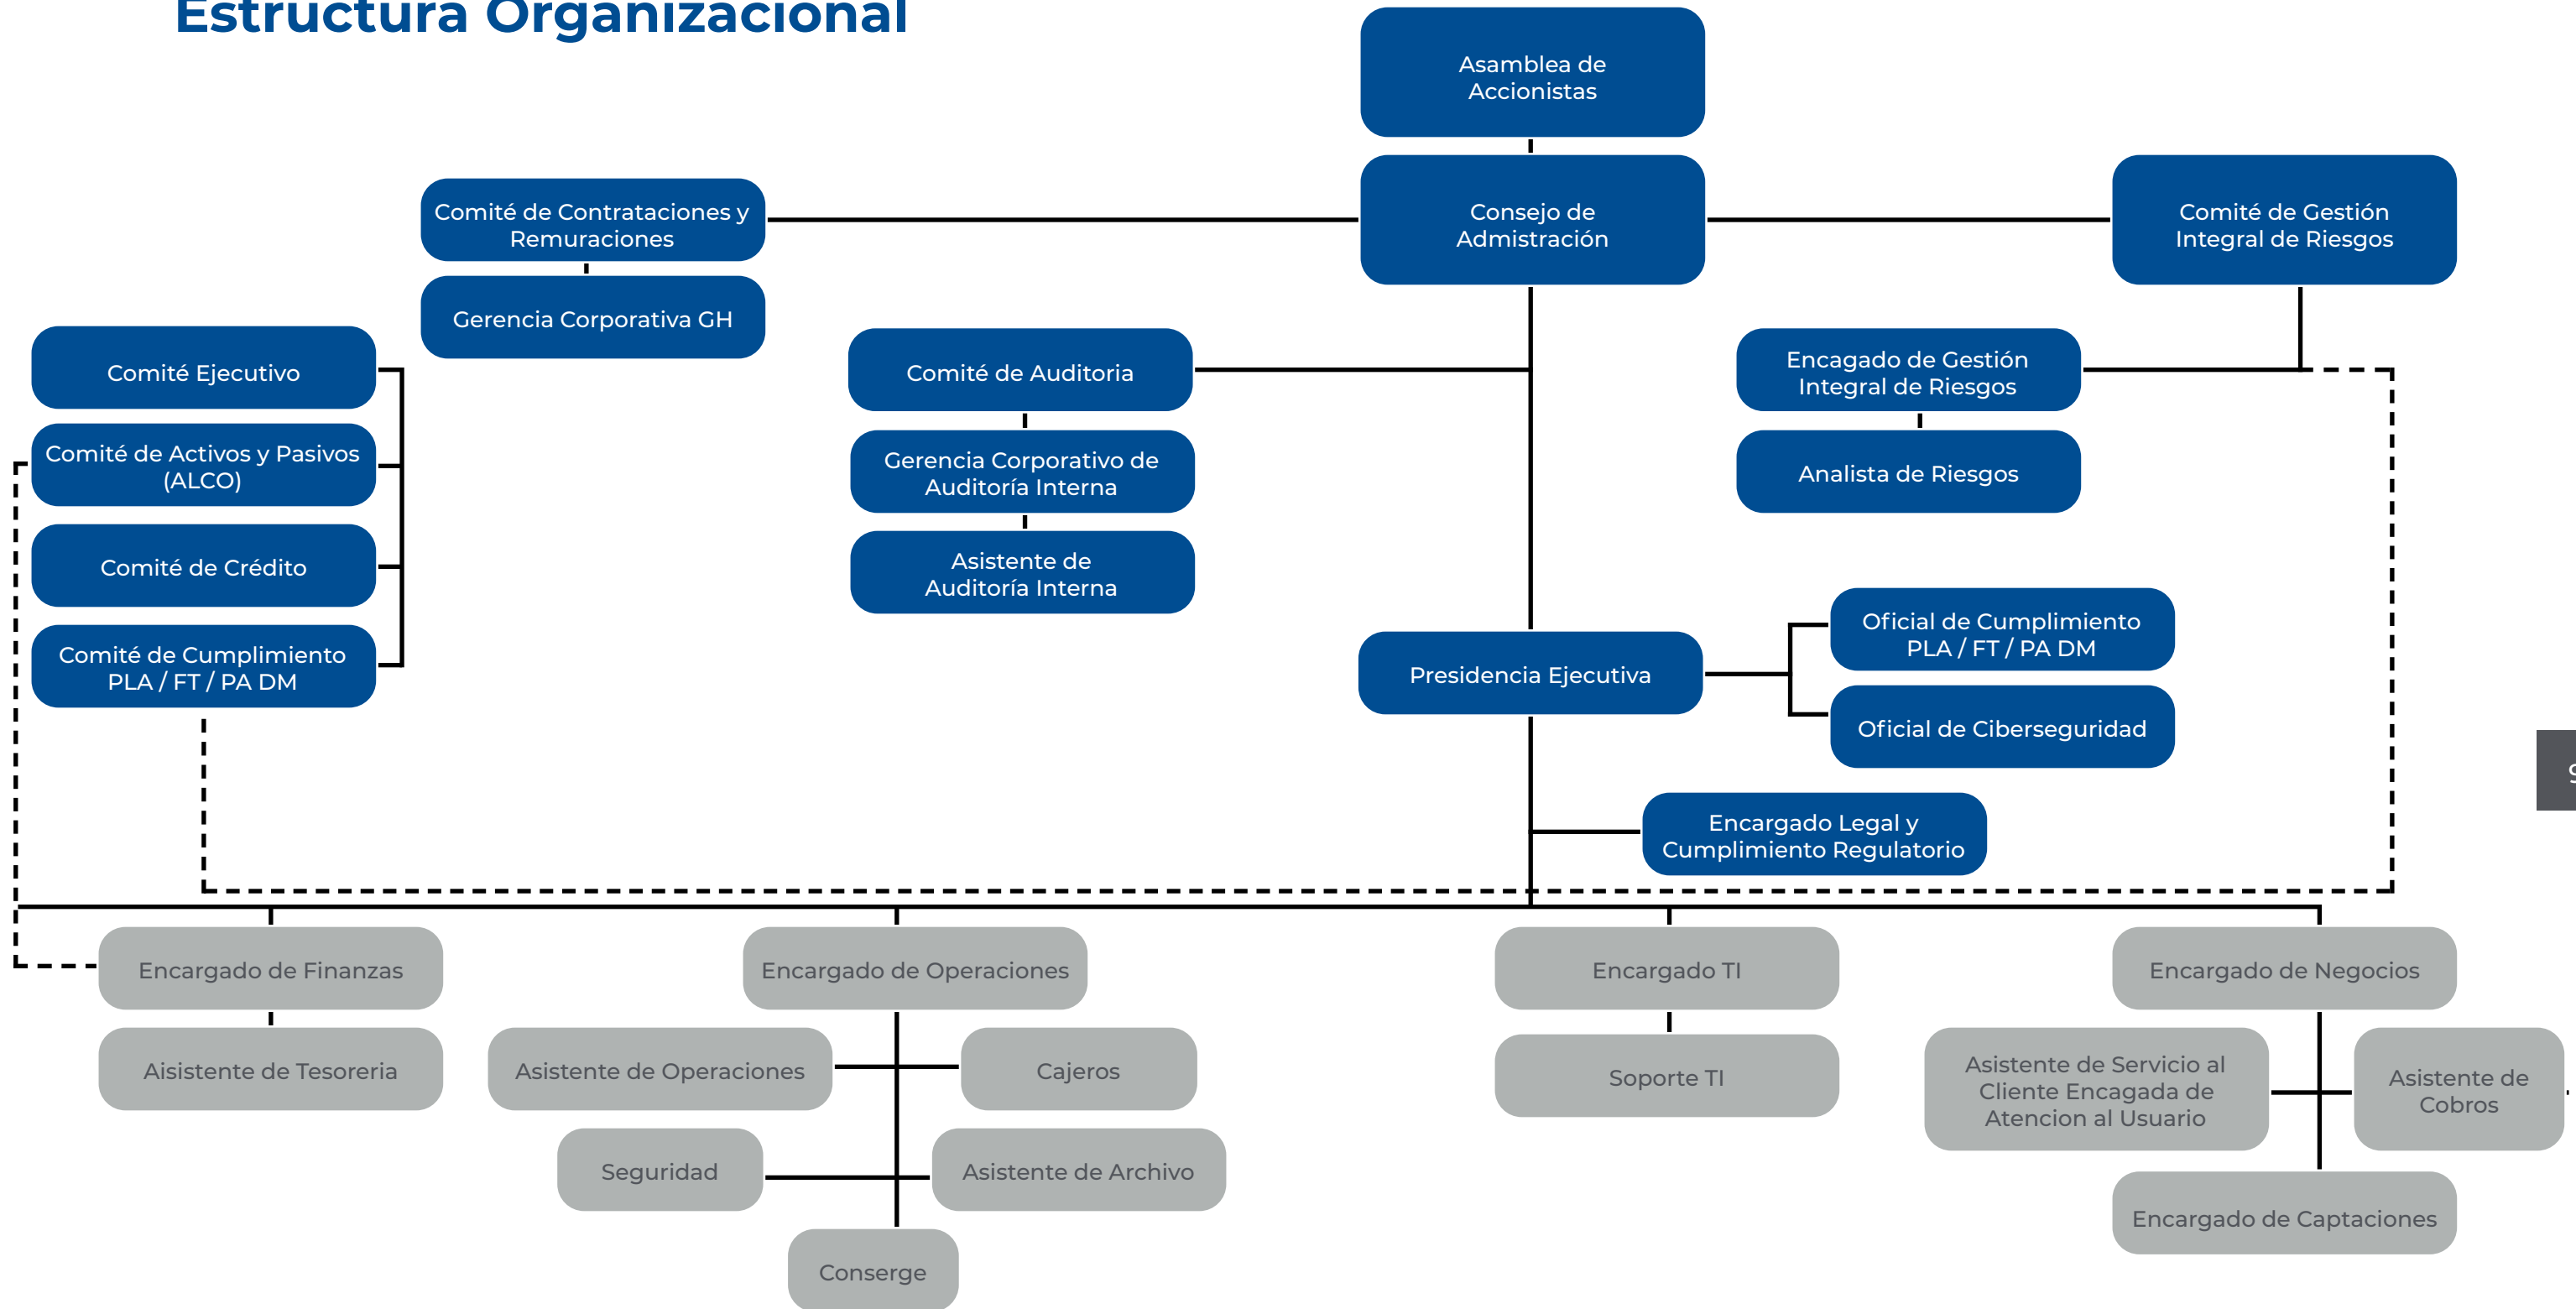 Estructura Organizacional
Asamblea de
Accionistas
Comité de Contrataciones y
Remuraciones
Consejo de
Admistración
Comité de Gestión
Integral de Riesgos
Gerencia Corporativa GH
Comité Ejecutivo
Comité de Auditoria
Encagado de Gestión
Integral de Riesgos
Comité de Activos y Pasivos
(ALCO)
Gerencia Corporativo de
Auditoría Interna
Analista de Riesgos
Comité de Crédito
Asistente de
Auditoría Interna
Comité de Cumplimiento
PLA / FT / PA DM
Presidencia Ejecutiva
Oficial de Cumplimiento
PLA / FT / PA DM
Oficial de Ciberseguridad
Encargado Legal y
Cumplimiento Regulatorio
Encargado de Finanzas
Encargado de Operaciones
Encargado TI
Encargado de Negocios
Aisistente de Tesoreria
Asistente de Operaciones
Cajeros
Soporte TI
Asistente de Servicio al
Cliente Encagada de
Atencion al Usuario
Asistente de
Cobros
Seguridad
Asistente de Archivo
Encargado de Captaciones
Conserge